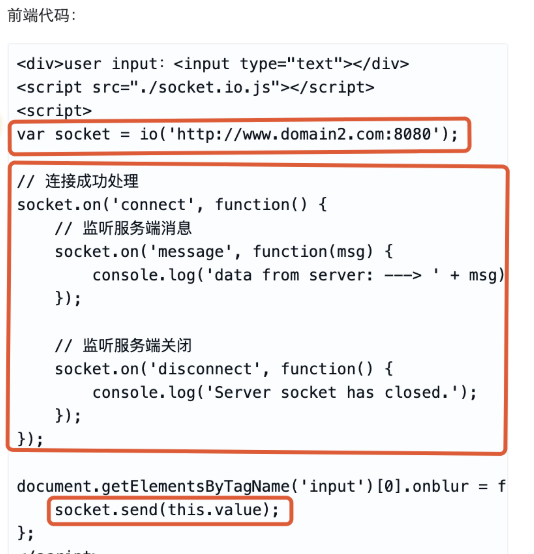 前端代码：
<div>user input：<input type="text"></div>
<script src="./socket.io.js"></script>
<script>
var socket = io('http://www.domain2.com:8080');
// 连接成功处理
socket.on('connect', function() {
    // 监听服务端消息
    socket.on('message', function(msg) {
        console.log('data from server: ---> ' + msg)
    });
    // 监听服务端关闭
    socket.on('disconnect', function() {
        console.log('Server socket has closed.');
    });
});
document.getElementsByTagName('input')[0].onblur = f
    socket.send(this.value);
};